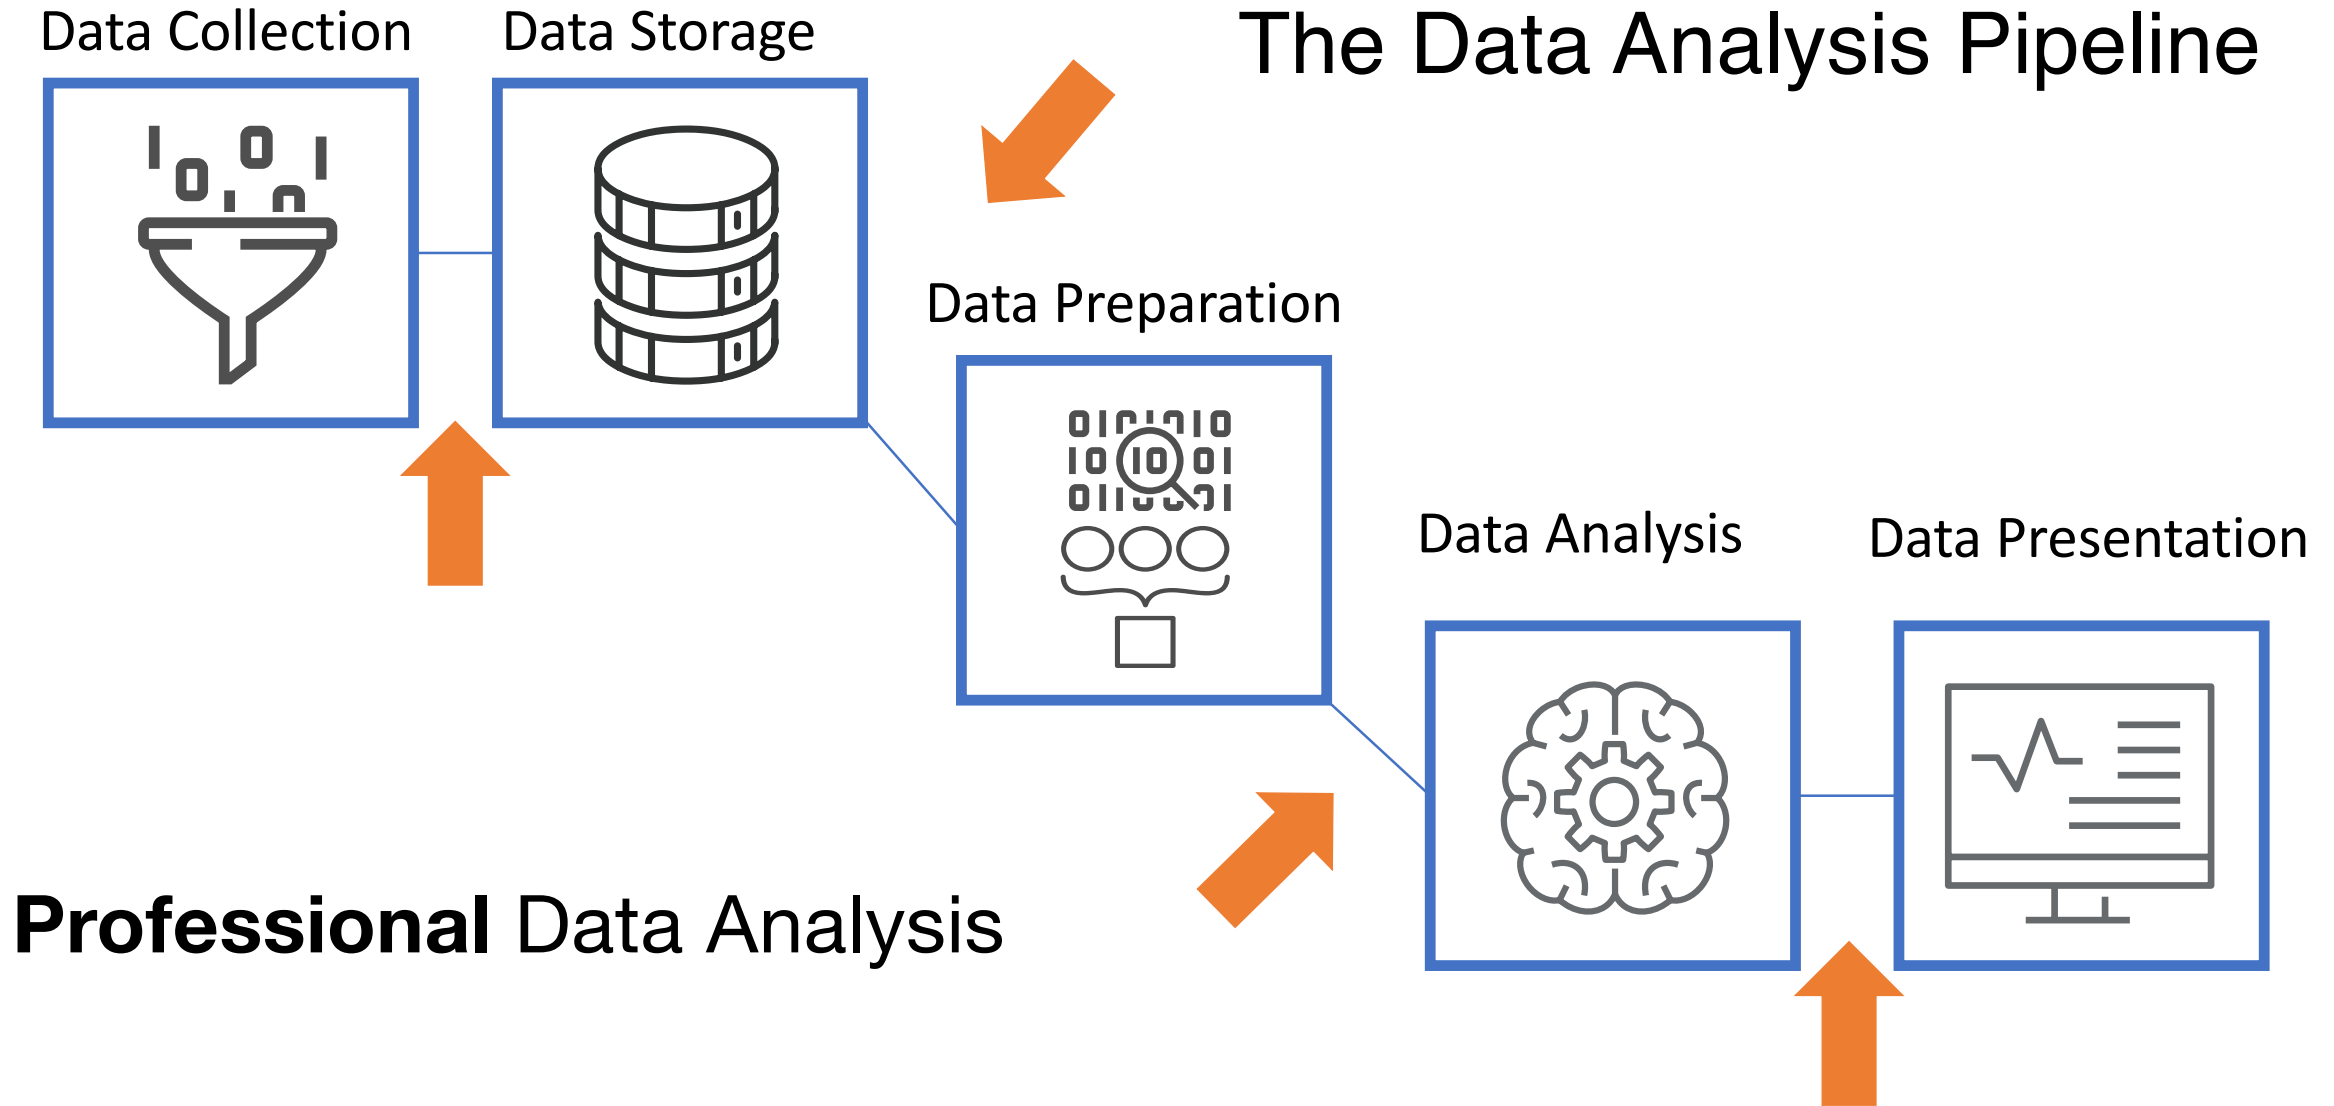 The Data Analysis Pipeline
Data Collection
Data Storage
Data Preparation
Data Analysis
Data Presentation
Professional Data Analysis